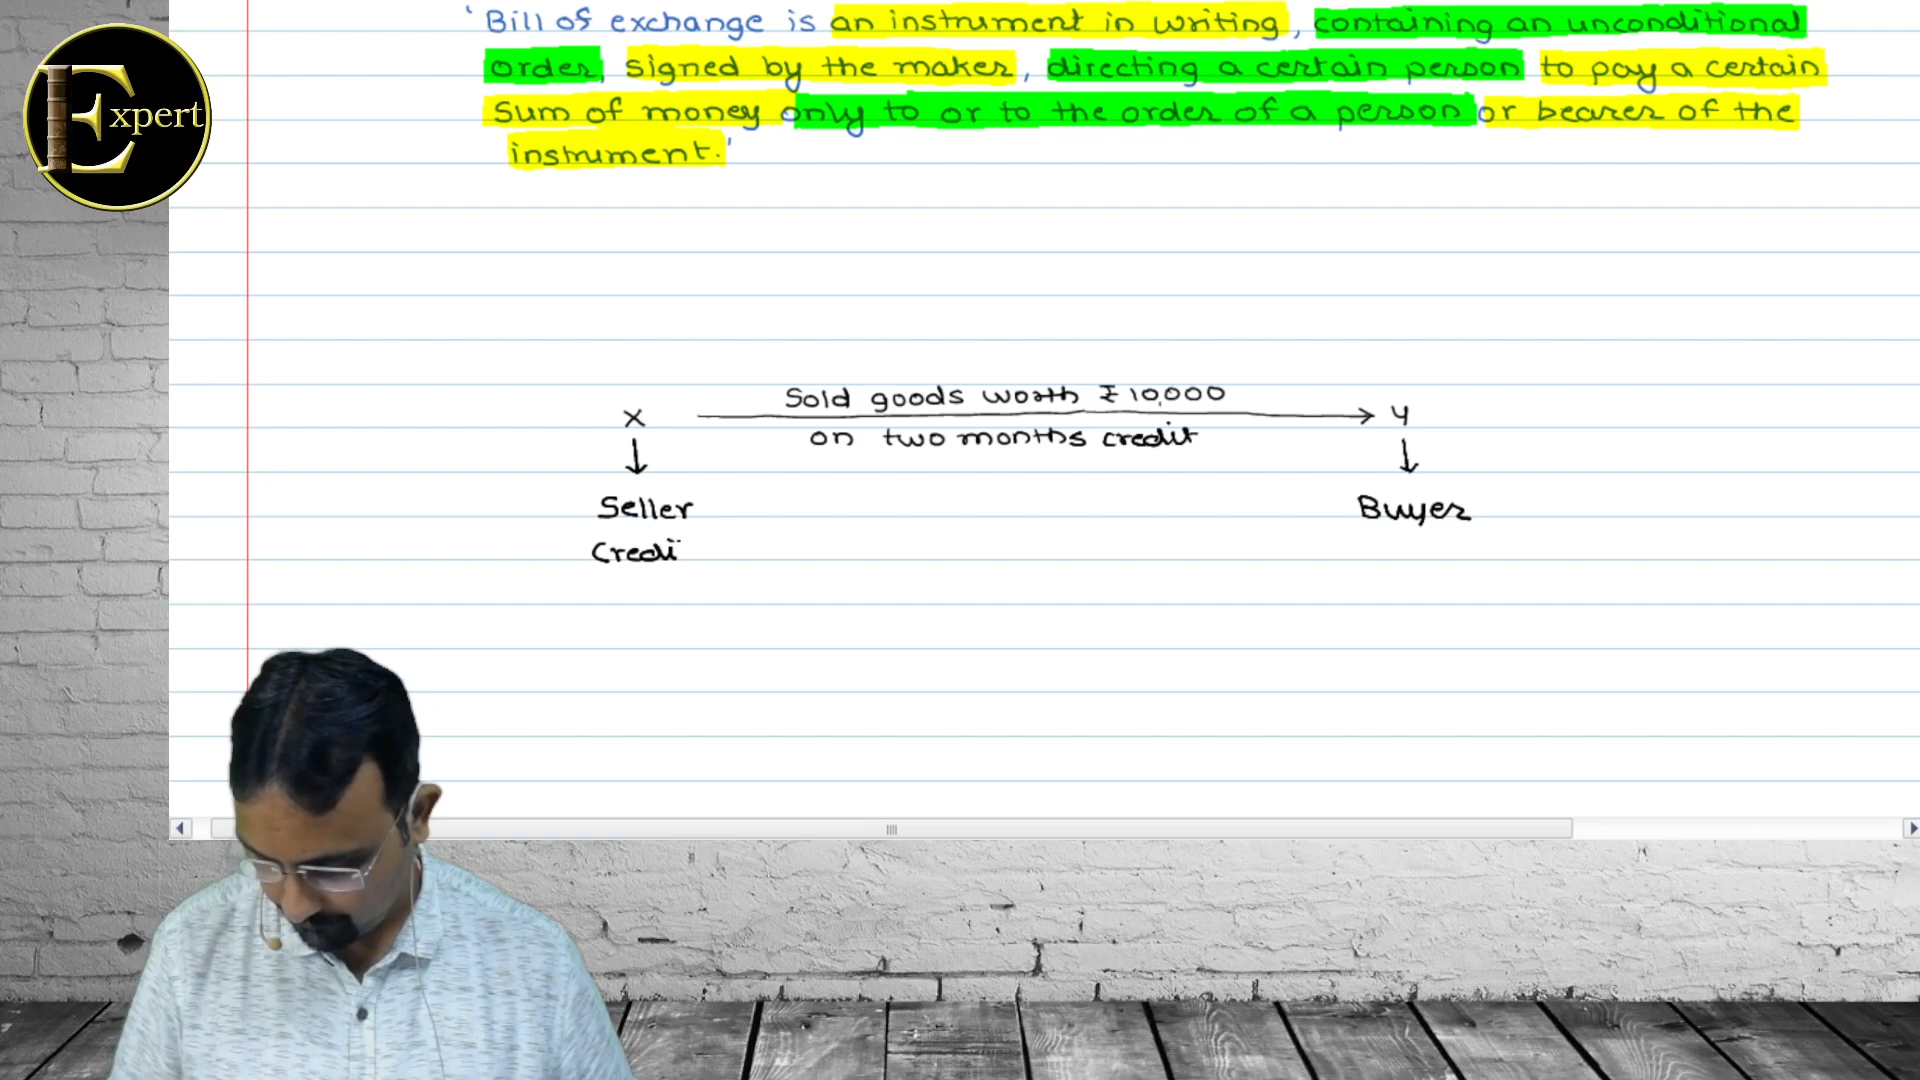 Expert
'Bill of exchange is an instrument in writing, containing an unconditional
order, signed by the maker, directing a certain person to pay a certain
Sum of money only to or to the order of a person or bearer of the
instrument.'
Sold goods worth ₹10,000
X Y
on two months credit
Seller Buyer
Credi